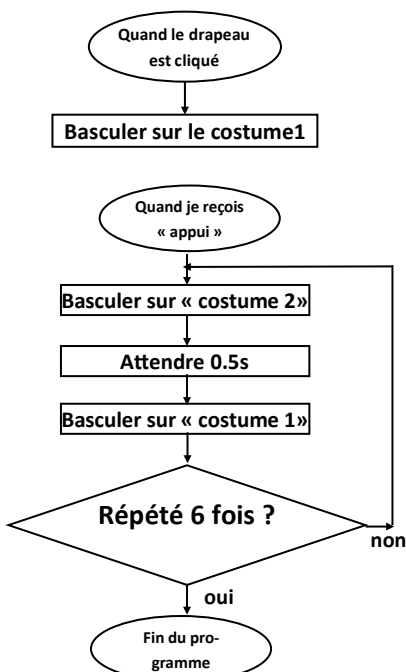 Quand le drapeau
est cliqué
Basculer sur le costume1
Quand je reçois
« appui »
Basculer sur « costume 2»
Attendre 0.5s
Basculer sur « costume 1»
Répété 6 fois ?
non
oui
Fin du pro-
gramme